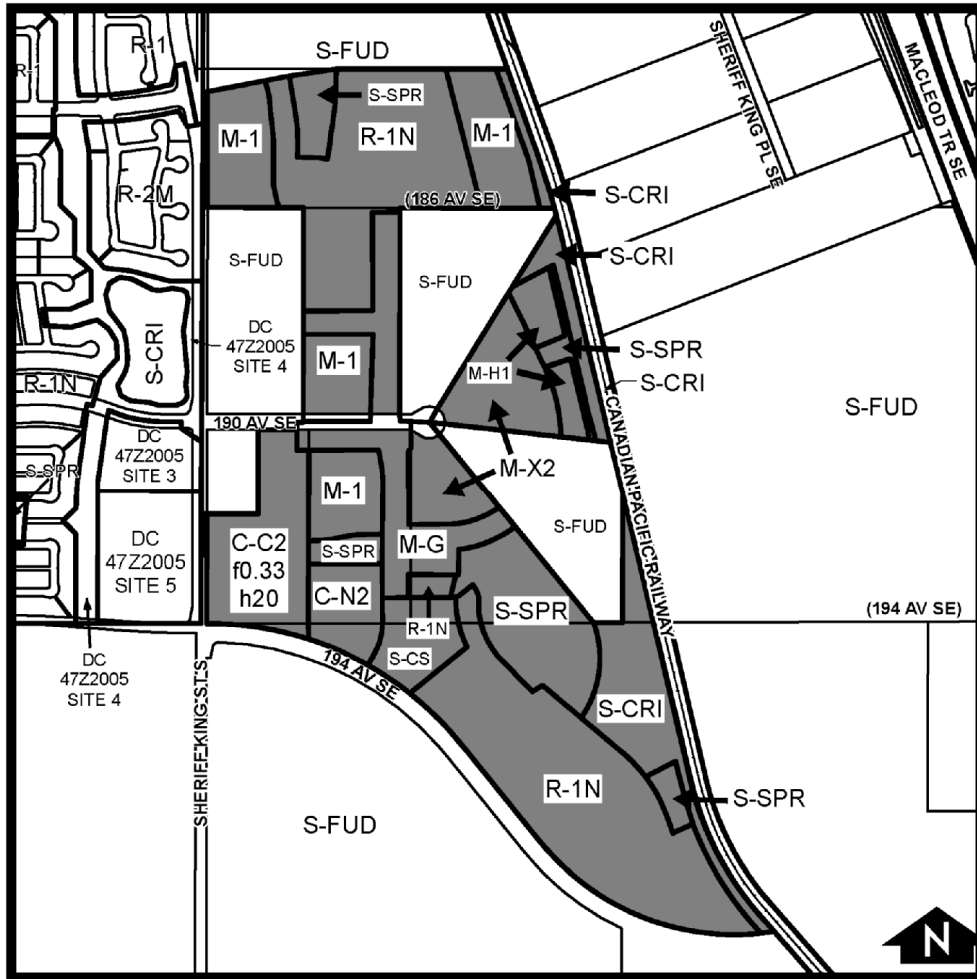 R-1
S-FUD
R-1
S-SPR
M-1
R-1N
M-1
SHERIFF KING PL SE
MACLEOD TR SE
R-2M
(186 AV SE)
S-CRI
S-FUD
S-FUD
S-CRI
S-CRI
DC
47Z2005
SITE 4
M-1
M-H1
S-SPR
S-CRI
R-1N
S-FUD
190 AV SE
CANADIAN PACIFIC RAILWAY
DC
47Z2005
SITE 3
S-SPR
M-X2
M-1
S-FUD
DC
47Z2005
SITE 5
C-C2
f0.33
h20
S-SPR
M-G
C-N2
S-SPR
(194 AV SE)
R-1N
S-CS
194 AV SE
DC
47Z2005
SITE 4
SHERIFF KING ST S
S-CRI
R-1N
S-SPR
S-FUD
N